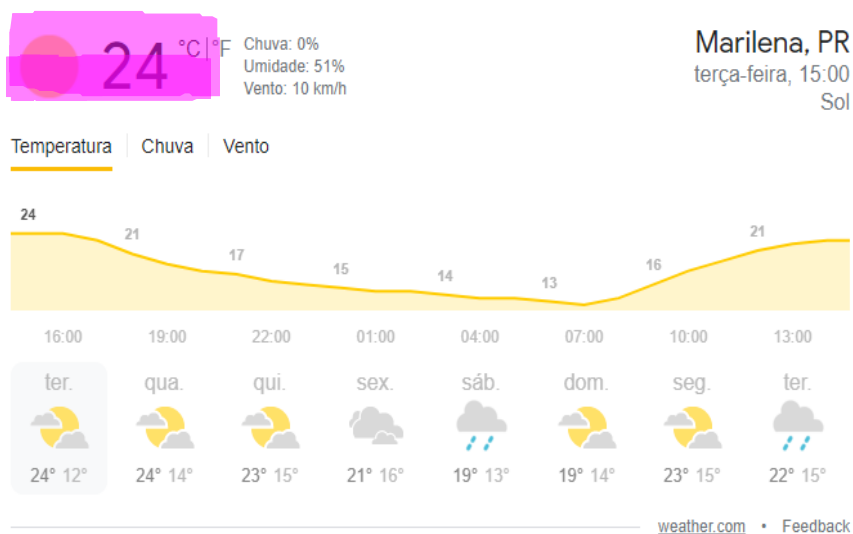 24 °C|°F
Chuva: 0%
Umidade: 51%
Vento: 10 km/h
Marilena, PR
terça-feira, 15:00
Sol
Temperatura Chuva Vento
24 21 17 15 14 13 16 21
16:00 19:00 22:00 01:00 04:00 07:00 10:00 13:00
ter. qua. qui. sex. sáb. dom. seg. ter.
24° 12° 24° 14° 23° 15° 21° 16° 19° 13° 19° 14° 23° 15° 22° 15°
weather.com • Feedback